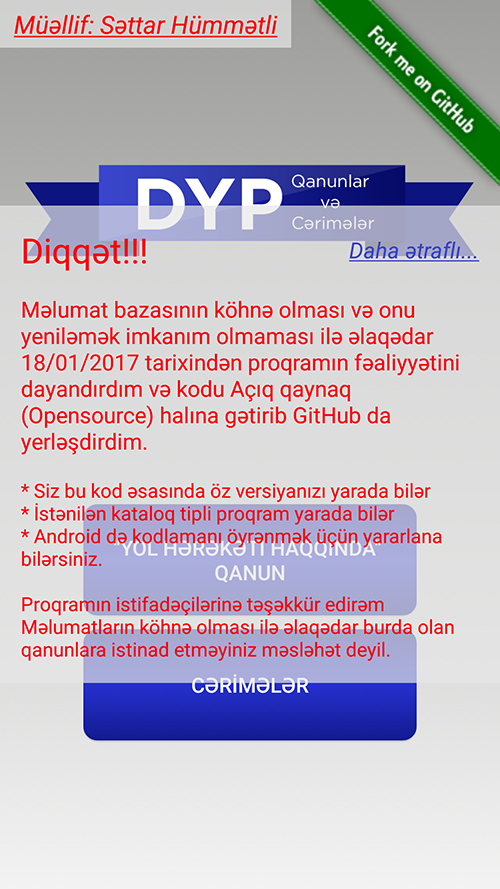 Müəllif: Səttar Hümmətli
Fork me on GitHub
DYP
Qanunlar
və
Cərimələr
Diqqət!!!
Daha ətraflı...
Məlumat bazasının köhnə olması və onu
yeniləmək imkanım olmaması ilə əlaqədar
18/01/2017 tarixindən proqramın fəaliyyətini
dayandırdım və kodu Açıq qaynaq
(Opensource) halına gətirib GitHub da
yerləşdirdim.
* Siz bu kod əsasında öz versiyanızı yarada bilər
* İstənilən kataloq tipli proqram yarada bilər
* Android də kodlamanı öyrənmək üçün yararlana
bilərsiniz.
YOL HƏRƏKƏTİ HAQQINDA
QANUN
Proqramın istifadəçilərinə təşəkkür edirəm
Məlumatların köhnə olması ilə əlaqədar burda olan
qanunlara istinad etməyiniz məsləhət deyil.
CƏRİMƏLƏR